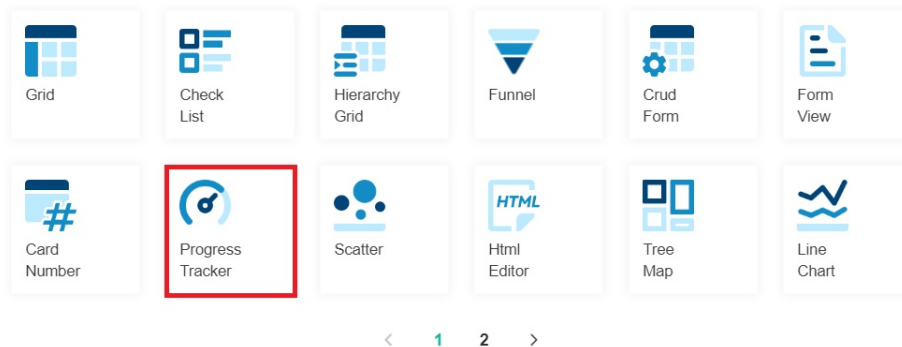 Grid
Check
List
Hierarchy
Grid
Funnel
Crud
Form
Form
View
#
Card
Number
Progress
Tracker
Scatter
HTML
Html
Editor
Tree
Map
Line
Chart
< 1 2 >